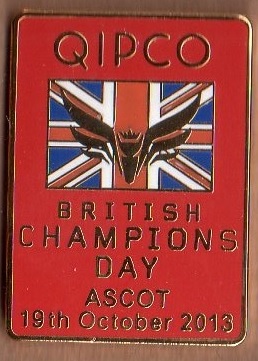 QIPCO
BRITISH
CHAMPIONS
DAY
ASCOT
19th October 2013